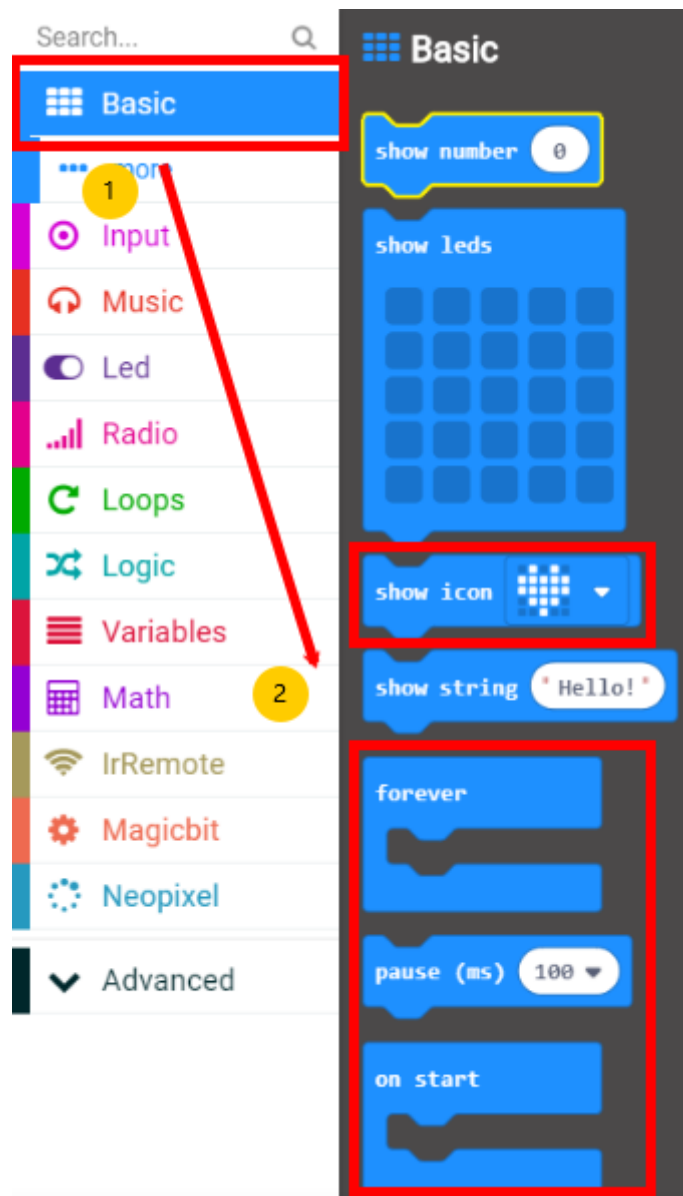 Search...
Basic
more
1
Input
Music
Led
Radio
Loops
Logic
Variables
Math
2
IrRemote
Magicbit
Neopixel
Advanced
Basic
show number 0
show leds
show icon
show string "Hello!"
forever
pause (ms) 100
on start